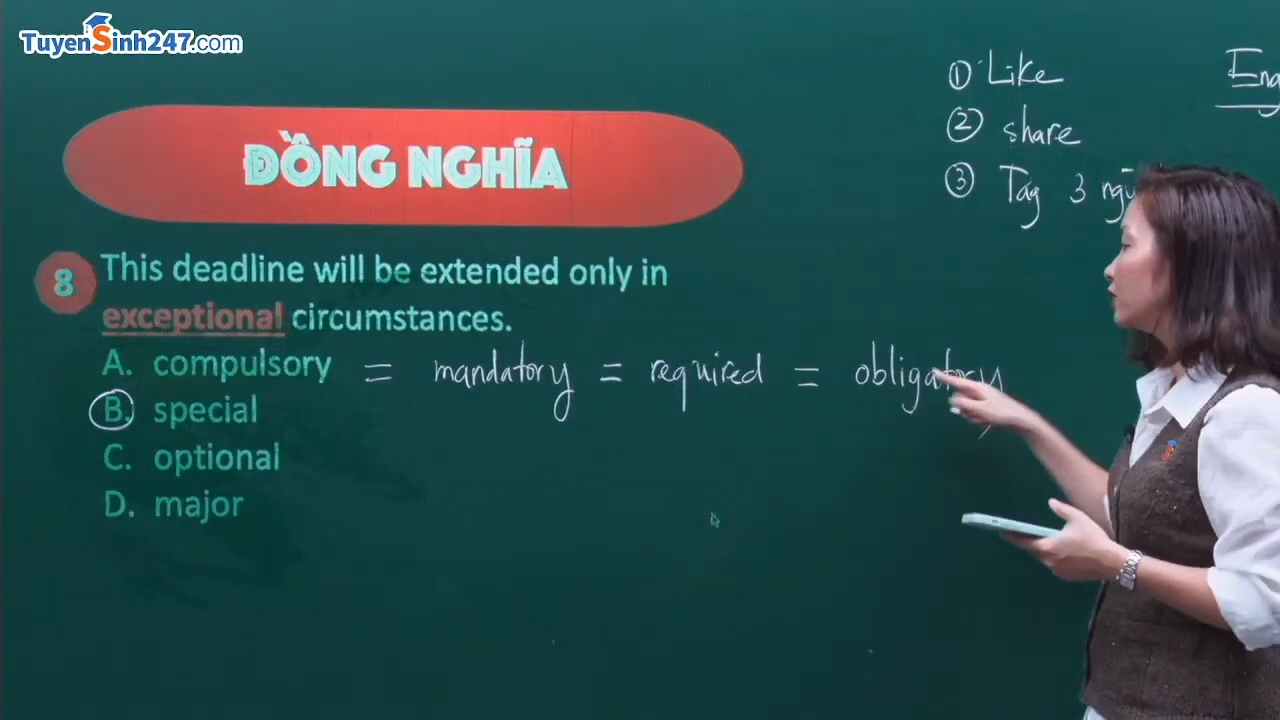 TuyenSinh247.com
① Like
② share
③ Tag 3
ĐỒNG NGHĨA
8 This deadline will be extended only in
exceptional circumstances.
A. compulsory = mandatory = required = obligatory
B. special
C. optional
D. major